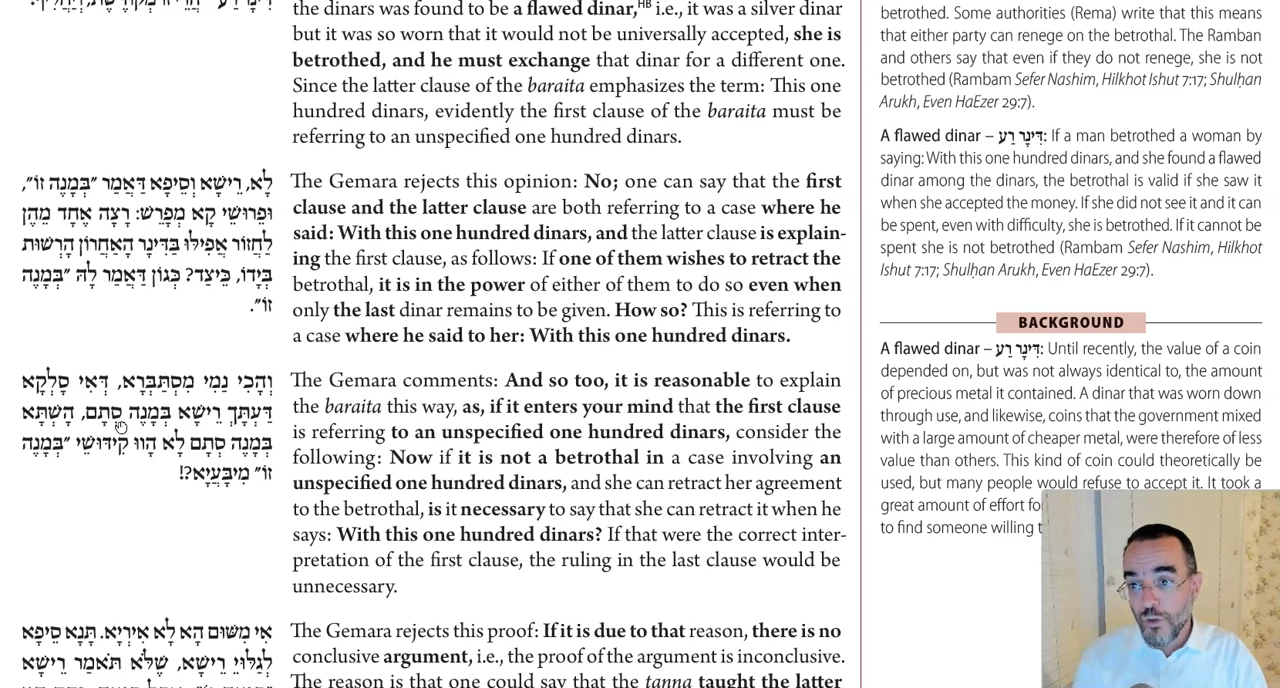 דִּינָר רַע –
the dinars was found to be a flawed dinar,HB i.e., it was a silver dinar
but it was so worn that it would not be universally accepted, she is
betrothed, and he must exchange that dinar for a different one.
Since the latter clause of the baraita emphasizes the term: This one
hundred dinars, evidently the first clause of the baraita must be
referring to an unspecified one hundred dinars.
לָא, רֵישָׁא וְסֵיפָא דַּאֲמַר ״בְּמָנֶה זוֹ״,
וּפֵרוּשֵׁי קָא מְפָרֵשׁ: רָצָה אֶחָד מֵהֶן
לַחֲזוֹר אֲפִילּוּ בַּדִּינָר הָאַחֲרוֹן הָרְשׁוּת
בְּיָדוֹ, כֵּיצַד? כְּגוֹן דַּאֲמַר לָהּ ״בְּמָנֶה
זוֹ״.
The Gemara rejects this opinion: No; one can say that the first
clause and the latter clause are both referring to a case where he
said: With this one hundred dinars, and the latter clause is explain-
ing the first clause, as follows: If one of them wishes to retract the
betrothal, it is in the power of either of them to do so even when
only the last dinar remains to be given. How so? This is referring to
a case where he said to her: With this one hundred dinars.
וְהָכִי נַמִי מִסְתַּבְּרָא, דְּאִי סָלְקָא
דַּעְתָּךְ רֵישָׁא בְּמָנֶה סְתָם, הָשְׁתָּא
בְּמָנֶה סְתָם לָא הָווּ קִידּוּשֵׁי ״בְּמָנֶה
זוֹ״ מִיבָּעֲיָא?!
The Gemara comments: And so too, it is reasonable to explain
the baraita this way, as, if it enters your mind that the first clause
is referring to an unspecified one hundred dinars, consider the
following: Now if it is not a betrothal in a case involving an
unspecified one hundred dinars, and she can retract her agreement
to the betrothal, is it necessary to say that she can retract it when he
says: With this one hundred dinars? If that were the correct inter-
pretation of the first clause, the ruling in the last clause would be
unnecessary.
אִי מִשּׁוּם הָא לָא אִירְיָא. תָּנָא סֵיפָא
לְגַלּוּיֵי רֵישָׁא, שֶׁלֹּא תֹּאמַר רֵישָׁא
The Gemara rejects this proof: If it is due to that reason, there is no
conclusive argument, i.e., the proof of the argument is inconclusive.
The reason is that one could say that the tanna taught the latter
betrothed. Some authorities (Rema) write that this means
that either party can renege on the betrothal. The Ramban
and others say that even if they do not renege, she is not
betrothed (Rambam Sefer Nashim, Hilkhot Ishut 7:17; Shulḥan
Arukh, Even HaEzer 29:7).
A flawed dinar – דִּינָר רַע: If a man betrothed a woman by
saying: With this one hundred dinars, and she found a flawed
dinar among the dinars, the betrothal is valid if she saw it
when she accepted the money. If she did not see it and it can
be spent, even with difficulty, she is betrothed. If it cannot be
spent she is not betrothed (Rambam Sefer Nashim, Hilkhot
Ishut 7:17; Shulḥan Arukh, Even HaEzer 29:7).
BACKGROUND
A flawed dinar – דִּינָר רַע: Until recently, the value of a coin
depended on, but was not always identical to, the amount
of precious metal it contained. A dinar that was worn down
through use, and likewise, coins that the government mixed
with a large amount of cheaper metal, were therefore of less
value than others. This kind of coin could theoretically be
used, but many people would refuse to accept it. It took a
great amount of effort fo
to find someone willing t